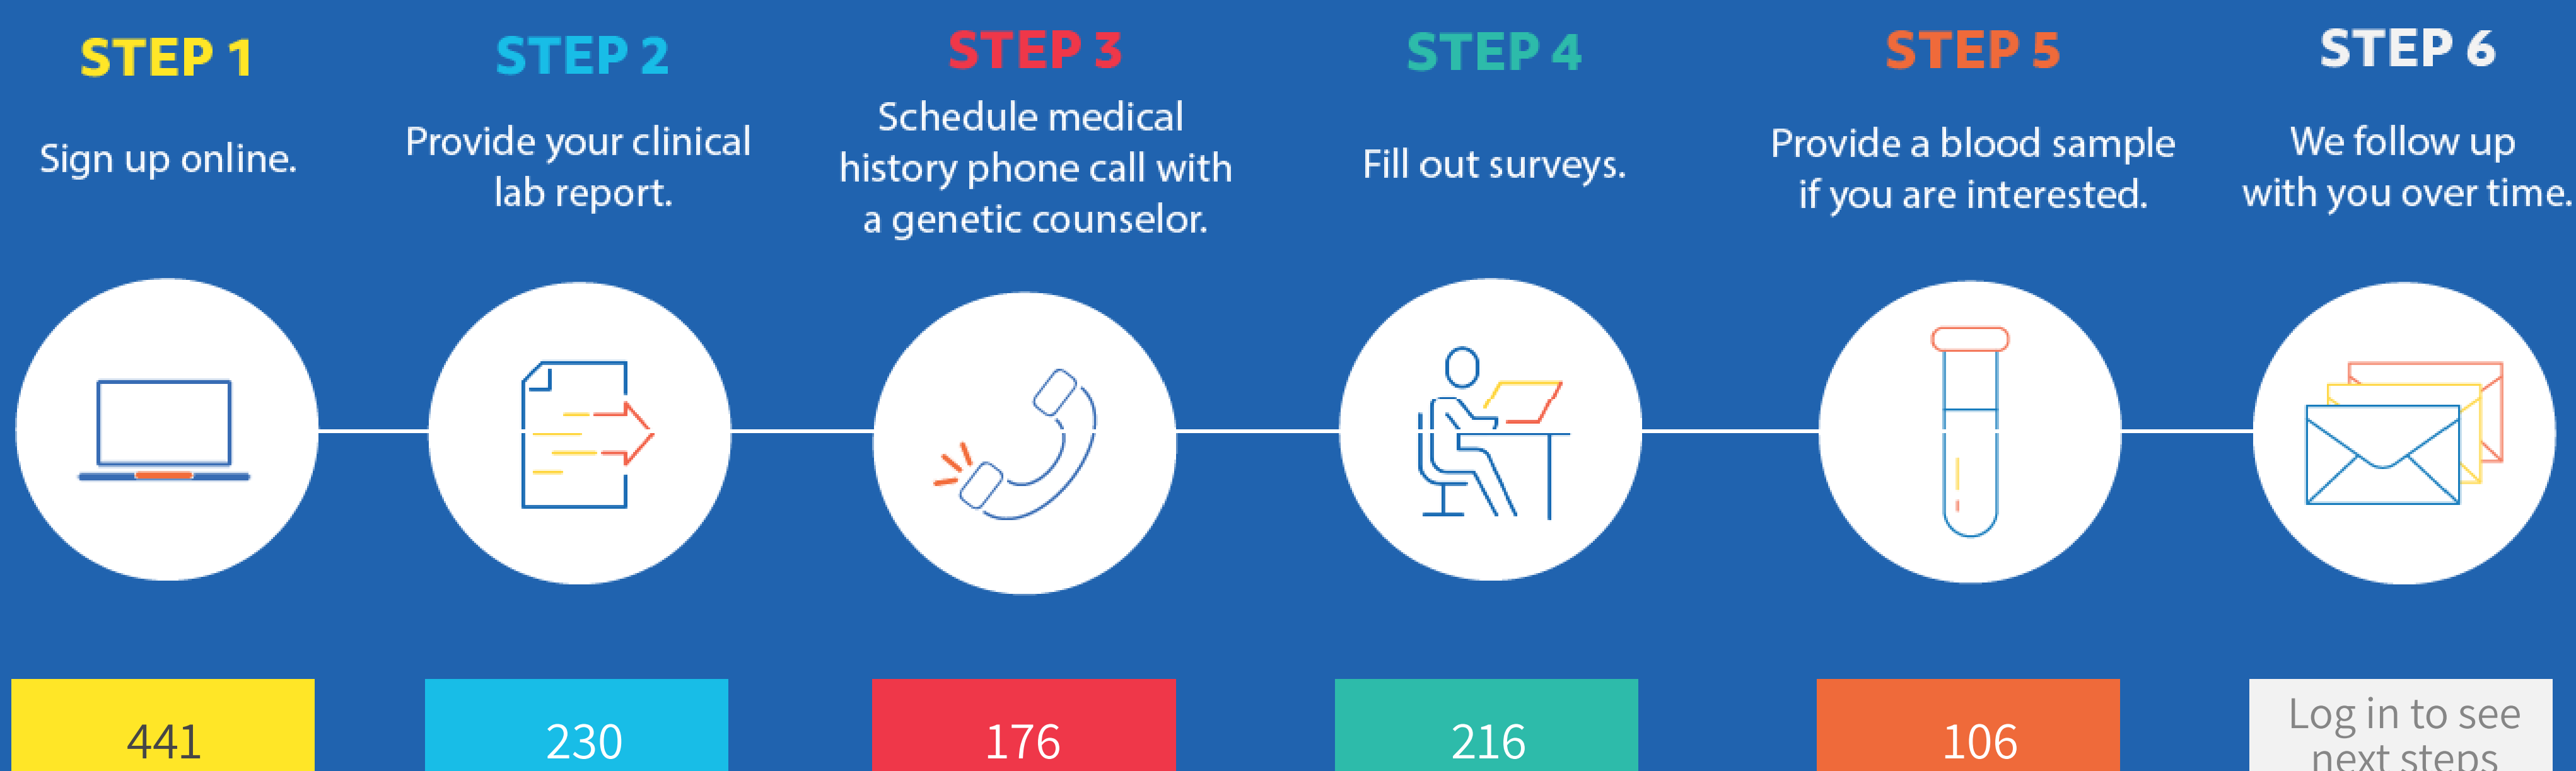 STEP 1
Sign up online.
STEP 2
Provide your clinical
lab report.
STEP 3
Schedule medical
history phone call with
a genetic counselor.
STEP 4
Fill out surveys.
STEP 5
Provide a blood sample
if you are interested.
STEP 6
We follow up
with you over time.
441
230
176
216
106
Log in to see
next steps